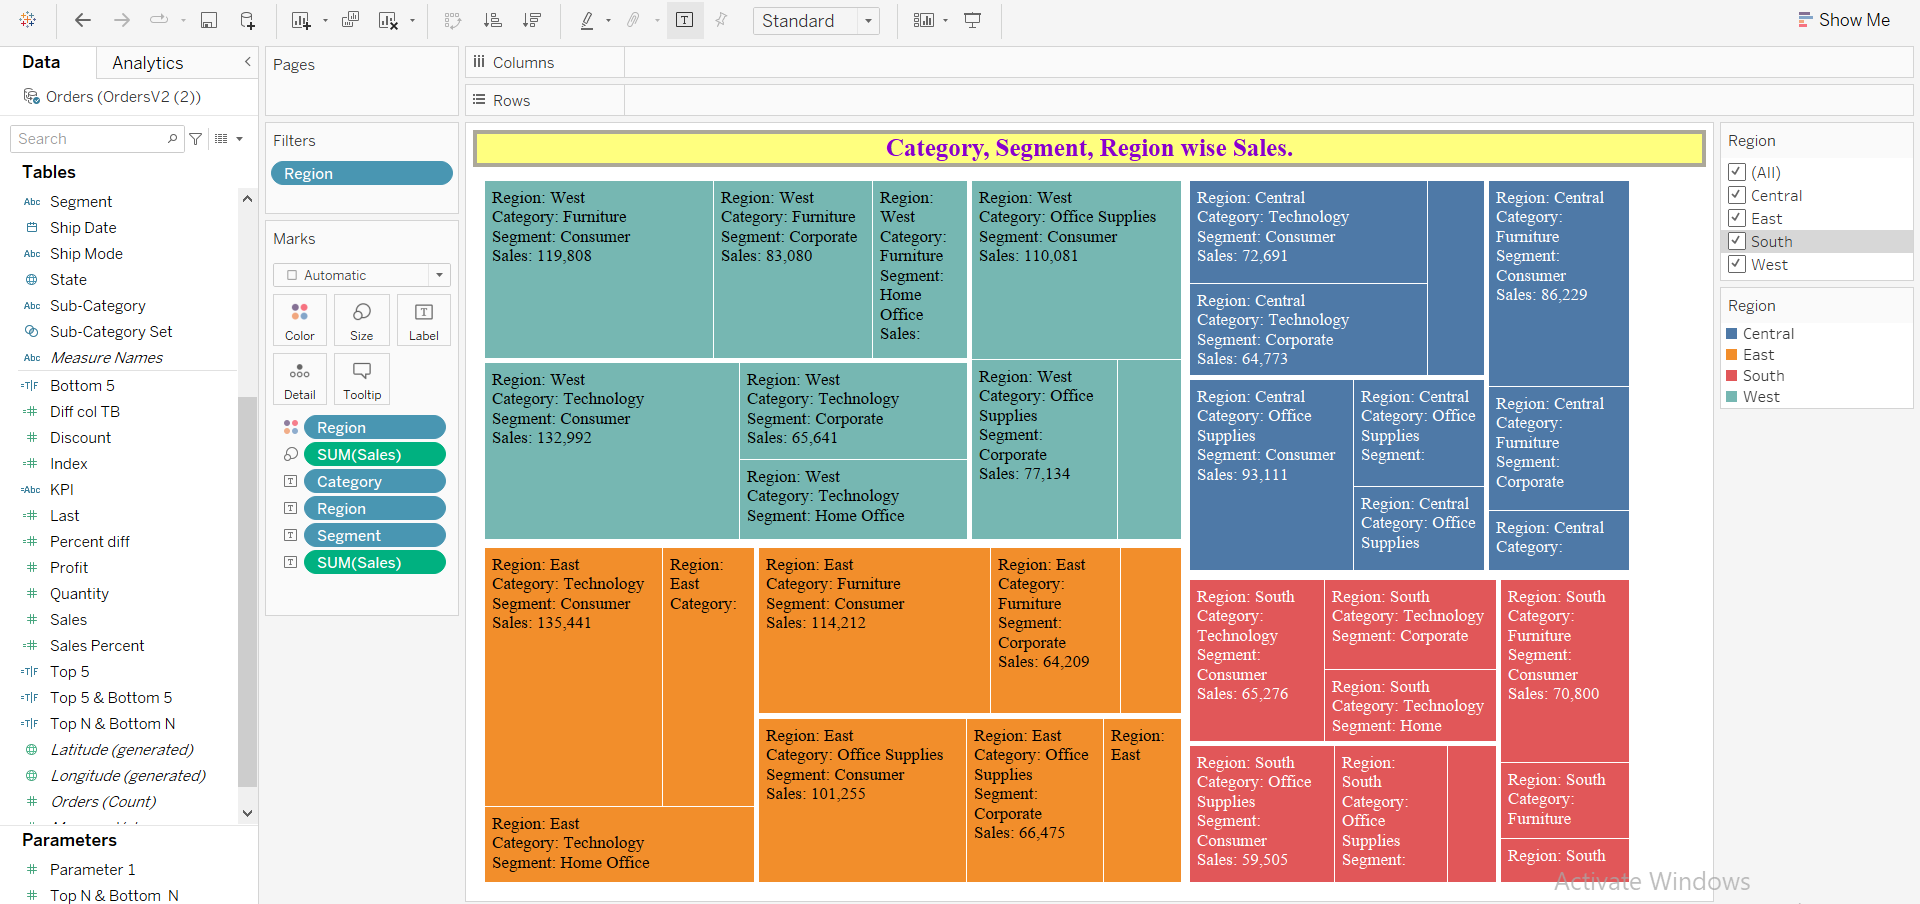 Standard
Show Me
Data
Analytics
Orders (OrdersV2 (2))
Search
Tables
Abc Segment
Ship Date
Abc Ship Mode
State
Abc Sub-Category
Sub-Category Set
Abc Measure Names
=T|F Bottom 5
=T|F Diff col TB
# Discount
=# Index
=Abc KPI
=# Last
=# Percent diff
# Profit
# Quantity
# Sales
=# Sales Percent
=T|F Top 5
=T|F Top 5 & Bottom 5
=T|F Top N & Bottom N
Latitude (generated)
Longitude (generated)
# Orders (Count)
Parameters
# Parameter 1
# Top N & Bottom N
Pages
Filters
Region
Marks
Automatic
Color
Size
T
Label
Detail
Tooltip
Region
SUM(Sales)
T Category
T Region
T Segment
T SUM(Sales)
Columns
Rows
Category, Segment, Region wise Sales.
Region: West
Category: Furniture
Segment: Consumer
Sales: 119,808
Region: West
Category: Furniture
Segment: Corporate
Sales: 83,080
Region:
West
Category:
Furniture
Segment:
Home
Office
Sales:
Region: West
Category: Office Supplies
Segment: Consumer
Sales: 110,081
Region: West
Category: Technology
Segment: Consumer
Sales: 132,992
Region: West
Category: Technology
Segment: Corporate
Sales: 65,641
Region: West
Category: Technology
Segment: Home Office
Region: West
Category: Office
Supplies
Segment:
Corporate
Sales: 77,134
Region: East
Category: Technology
Segment: Consumer
Sales: 135,441
Region:
East
Category:
Region: East
Category: Technology
Segment: Home Office
Region: East
Category: Furniture
Segment: Consumer
Sales: 114,212
Region: East
Category:
Furniture
Segment:
Corporate
Sales: 64,209
Region: East
Category: Office Supplies
Segment: Consumer
Sales: 101,255
Region: East
Category: Office
Supplies
Segment:
Corporate
Sales: 66,475
Region:
East
Region: Central
Category: Technology
Segment: Consumer
Sales: 72,691
Region: Central
Category: Technology
Segment: Corporate
Sales: 64,773
Region: Central
Category:
Furniture
Segment:
Consumer
Sales: 86,229
Region: Central
Category: Office
Supplies
Segment: Consumer
Sales: 93,111
Region: Central
Category: Office
Supplies
Segment:
Region: Central
Category: Office
Supplies
Region: Central
Category:
Furniture
Segment:
Corporate
Region: Central
Category:
Region: South
Category:
Technology
Segment:
Consumer
Sales: 65,276
Region: South
Category: Technology
Segment: Corporate
Region: South
Category: Technology
Segment: Home
Region: South
Category:
Furniture
Segment:
Consumer
Sales: 70,800
Region: South
Category: Office
Supplies
Segment:
Consumer
Sales: 59,505
Region:
South
Category:
Office
Supplies
Segment:
Region: South
Category:
Furniture
Region: South
Region
(All)
Central
East
South
West
Region
Central
East
South
West
Activate Windows